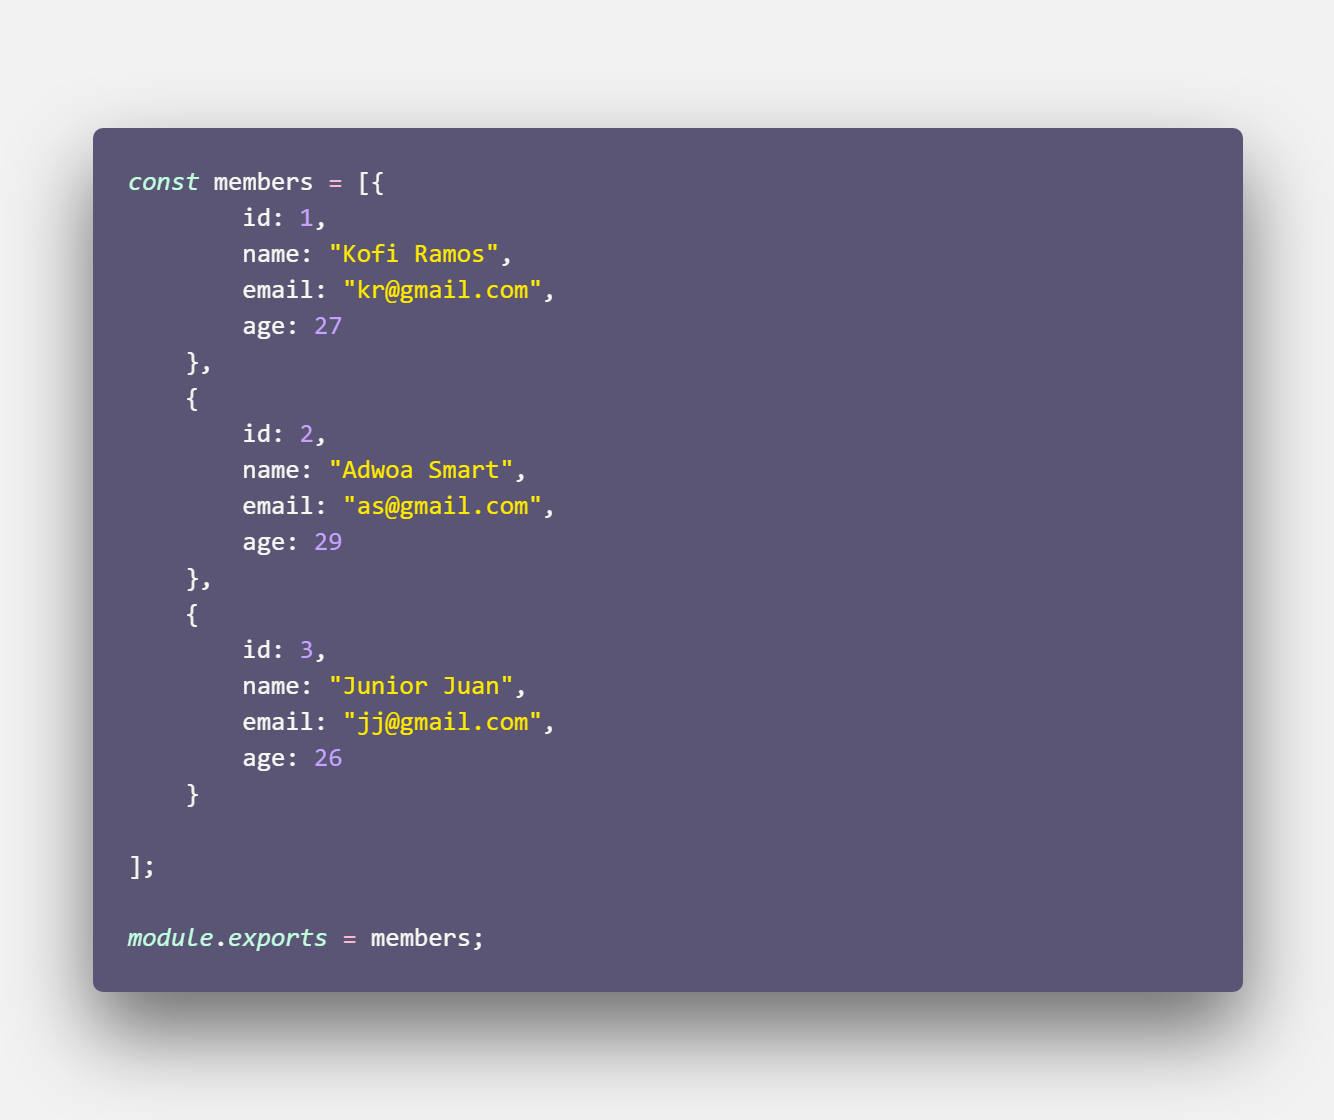 const members = [{
        id: 1,
        name: "Kofi Ramos",
        email: "kr@gmail.com",
        age: 27
    },
    {
        id: 2,
        name: "Adwoa Smart",
        email: "as@gmail.com",
        age: 29
    },
    {
        id: 3,
        name: "Junior Juan",
        email: "jj@gmail.com",
        age: 26
    }

];

module.exports = members;